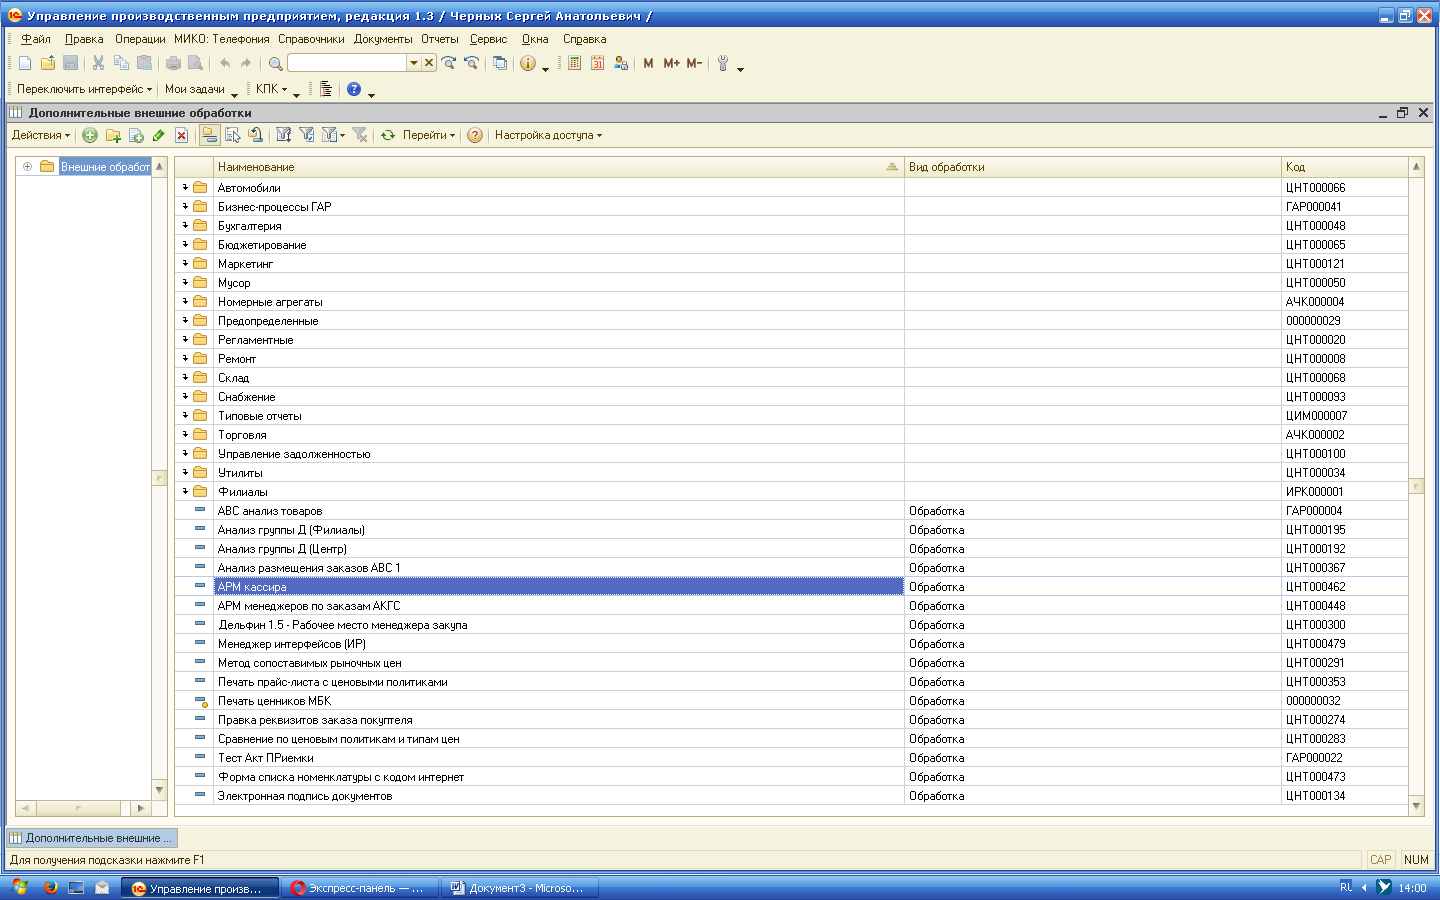 Управление производственным предприятием, редакция 1.3 / Черных Сергей Анатольевич /
Файл Правка Операции МИКО: Телефония Справочники Документы Отчеты Сервис Окна Справка
31 M M+ M-
Переключить интерфейс Мои задачи КПК
Дополнительные внешние обработки
Действия Перейти Настройка доступа
Внешние обработ
Наименование Вид обработки Код
Автомобили ЦНТ000066
Бизнес-процессы ГАР ГАР000041
Бухгалтерия ЦНТ000048
Бюджетирование ЦНТ000065
Маркетинг ЦНТ000121
Мусор ЦНТ000050
Номерные агрегаты АЧК000004
Предопределенные 000000029
Регламентные ЦНТ000020
Ремонт ЦНТ000008
Склад ЦНТ000068
Снабжение ЦНТ000093
Типовые отчеты ЦИМ000007
Торговля АЧК000002
Управление задолженностью ЦНТ000100
Утилиты ЦНТ000034
Филиалы ИРК000001
ABC анализ товаров Обработка ГАР000004
Анализ группы Д (Филиалы) Обработка ЦНТ000195
Анализ группы Д (Центр) Обработка ЦНТ000192
Анализ размещения заказов ABC 1 Обработка ЦНТ000367
АРМ кассира Обработка ЦНТ000462
АРМ менеджеров по заказам АКГС Обработка ЦНТ000448
Дельфин 1.5 - Рабочее место менеджера закупа Обработка ЦНТ000300
Менеджер интерфейсов (ИР) Обработка ЦНТ000479
Метод сопоставимых рыночных цен Обработка ЦНТ000291
Печать прайс-листа с ценовыми политиками Обработка ЦНТ000353
Печать ценников МБК Обработка 000000032
Правка реквизитов заказа покуптеля Обработка ЦНТ000274
Сравнение по ценовым политикам и типам цен Обработка ЦНТ000283
Тест Акт ПРиемки Обработка ГАР000022
Форма списка номенклатуры с кодом интернет Обработка ЦНТ000473
Электронная подпись документов Обработка ЦНТ000134
Дополнительные внешние ...
Для получения подсказки нажмите F1 CAP NUM
Управление произв... Экспресс-панель — ... Документ3 - Microso... RL 14:00